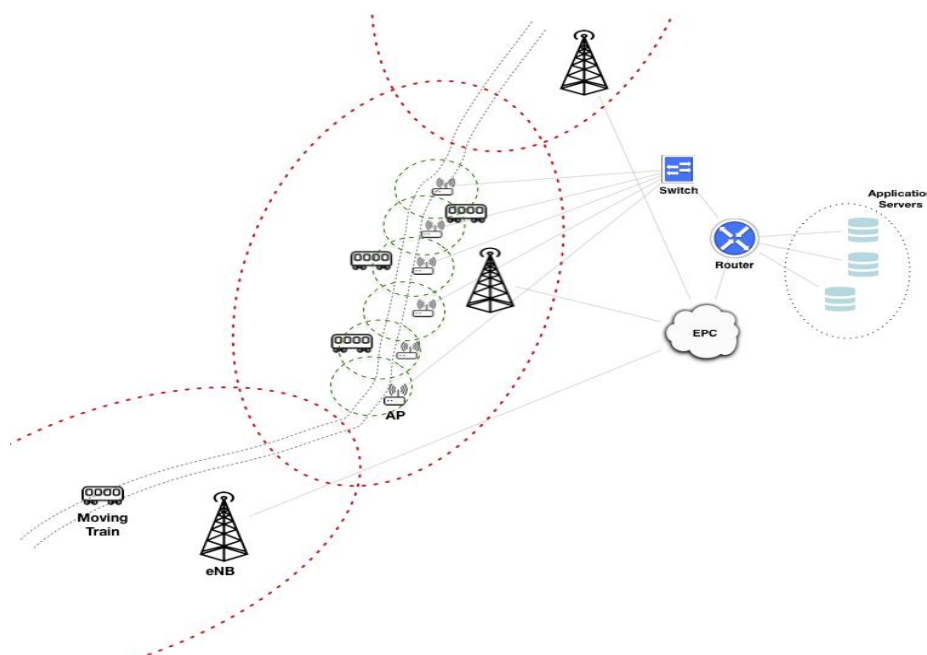 Switch
Application
Servers
Router
EPC
AP
Moving
Train
eNB